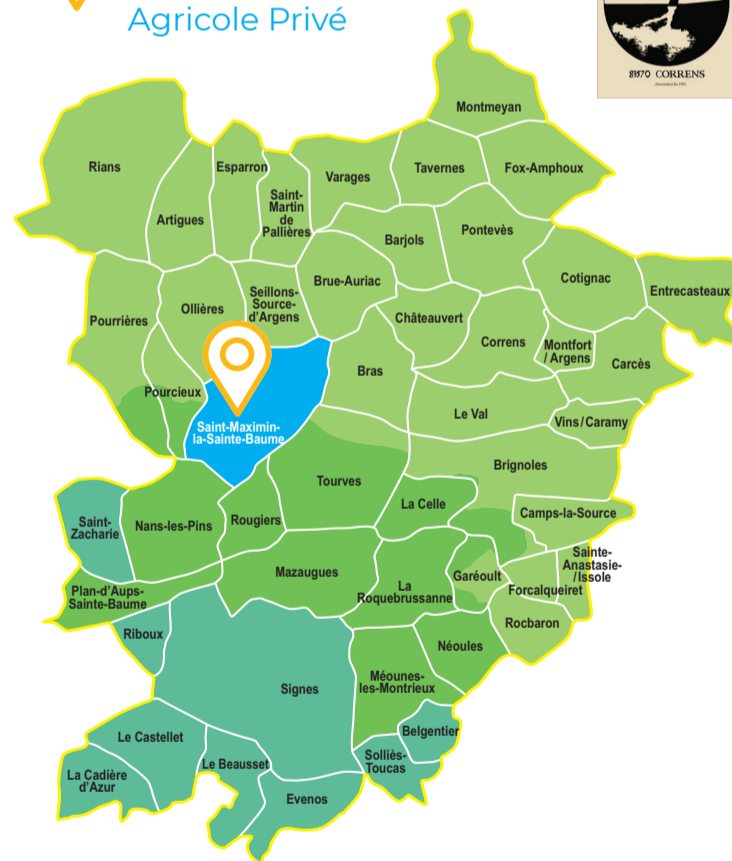 Agricole Privé
83570 CORRENS
Montmeyan
Rians
Esparron
Varages
Tavernes
Fox-Amphoux
Artigues
Saint-
Martin
de
Pallières
Barjols
Pontevès
Cotignac
Entrecasteaux
Pourrières
Ollières
Seillons-
Source-
d'Argens
Brue-Auriac
Châteauvert
Correns
Montfort
/ Argens
Carcès
Pourcieux
Bras
Le Val
Vins/Caramy
Saint-Maximin-
la-Sainte-Baume
Brignoles
Tourves
La Celle
Camps-la-Source
Saint-
Zacharie
Nans-les-Pins
Rougiers
Sainte-
Anastasie-
/Issole
Mazaugues
La
Roquebrussanne
Garéoult
Forcalqueiret
Plan-d'Aups-
Sainte-Baume
Rocbaron
Riboux
Néoules
Signes
Méounes-
les-Montrieux
Belgentier
Le Castellet
Le Beausset
Solliès-
Toucas
La Cadière
d'Azur
Evenos